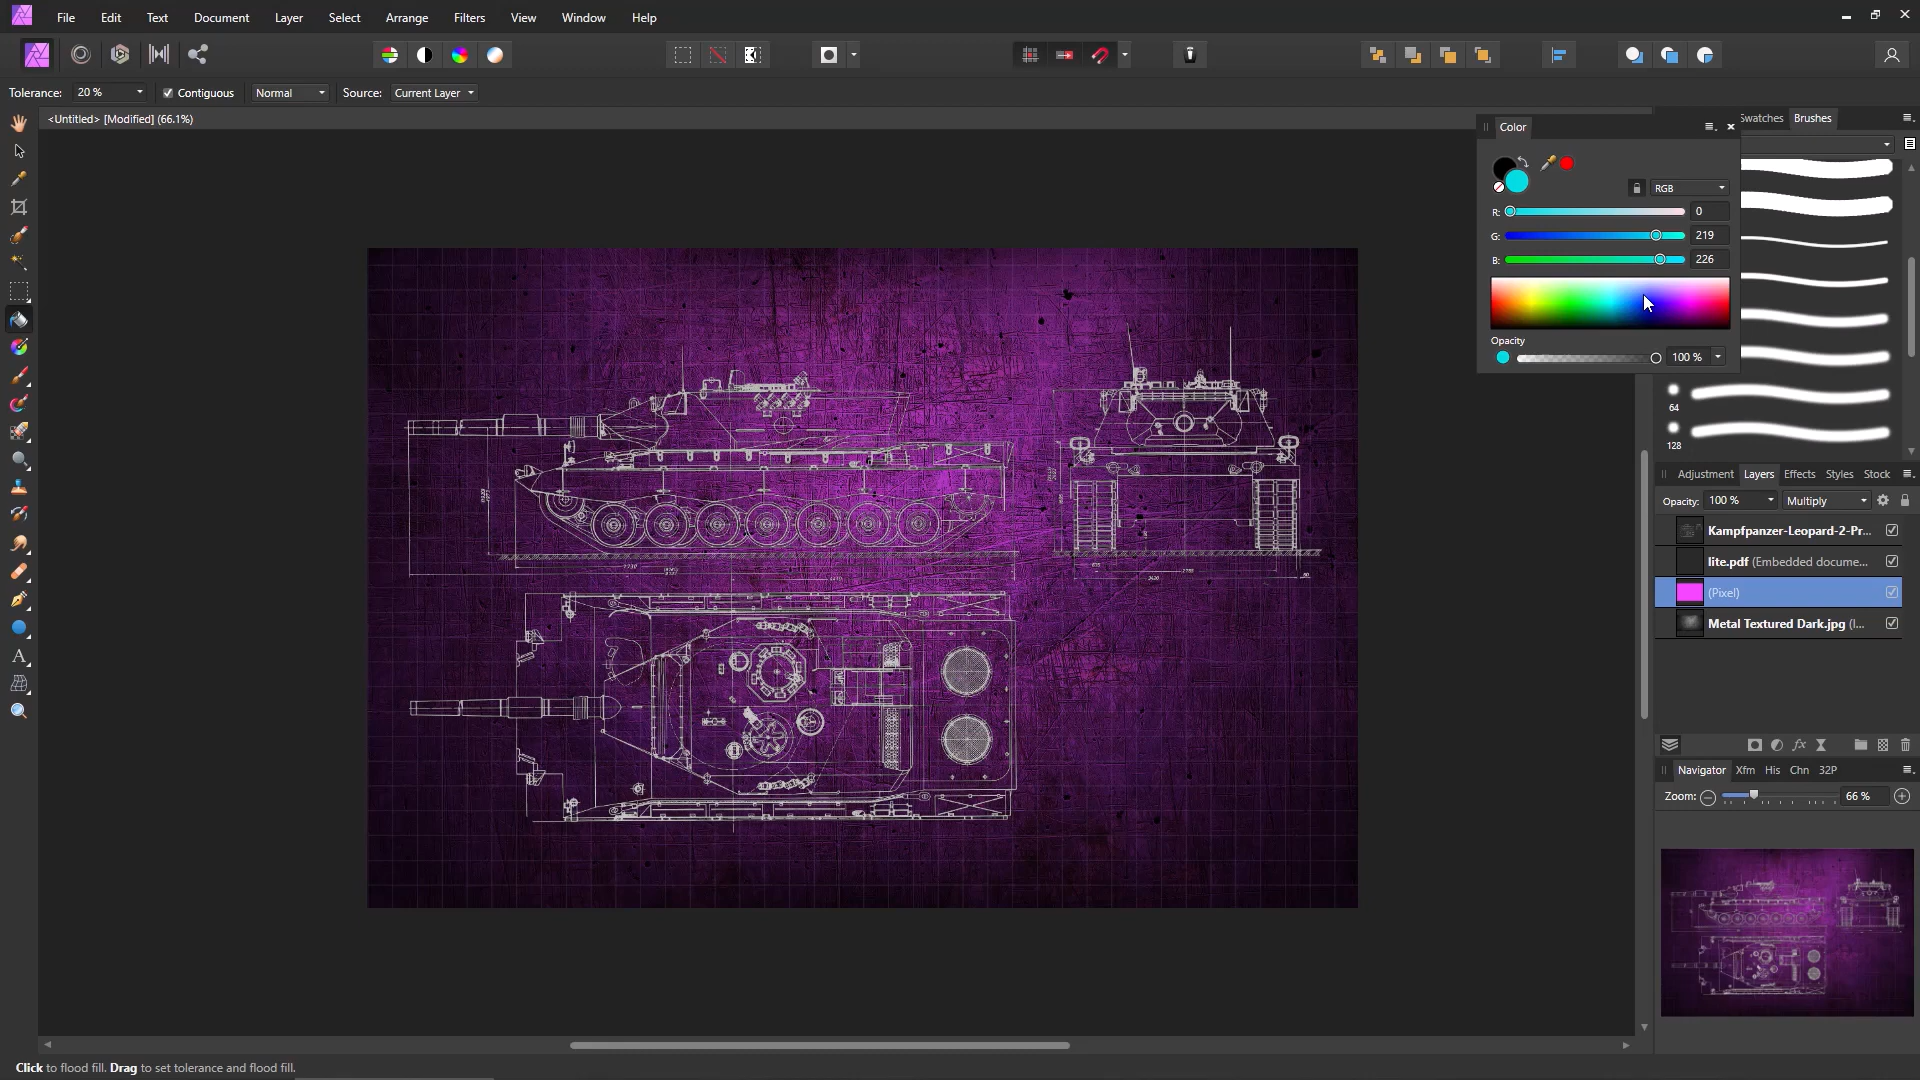 File Edit Text Document Layer Select Arrange Filters View Window Help
Tolerance: 20 % Contiguous Normal Source: Current Layer
<Untitled> [Modified] (66.1%)
Color
Swatches Brushes
RGB
R: 0
G: 219
B: 226
Opacity
100 %
64
128
Adjustment Layers Effects Styles Stock
Opacity: 100 % Multiply
Kampfpanzer-Leopard-2-Pr...
lite.pdf (Embedded docume...
(Pixel)
Metal Textured Dark.jpg (I...
Navigator Xfm His Chn 32P
Zoom: 66 %
Click to flood fill. Drag to set tolerance and flood fill.